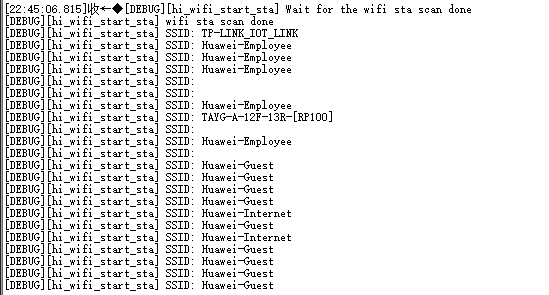 [22:45:06.815]收←◆[DEBUG][hi_wifi_start_sta] Wait for the wifi sta scan done
[DEBUG][hi_wifi_start_sta] wifi sta scan done
[DEBUG][hi_wifi_start_sta] SSID: TP-LINK_IOT_LINK
[DEBUG][hi_wifi_start_sta] SSID: Huawei-Employee
[DEBUG][hi_wifi_start_sta] SSID: Huawei-Employee
[DEBUG][hi_wifi_start_sta] SSID: Huawei-Employee
[DEBUG][hi_wifi_start_sta] SSID:
[DEBUG][hi_wifi_start_sta] SSID:
[DEBUG][hi_wifi_start_sta] SSID: Huawei-Employee
[DEBUG][hi_wifi_start_sta] SSID: TAYG-A-12F-13R-[RP100]
[DEBUG][hi_wifi_start_sta] SSID:
[DEBUG][hi_wifi_start_sta] SSID: Huawei-Employee
[DEBUG][hi_wifi_start_sta] SSID:
[DEBUG][hi_wifi_start_sta] SSID: Huawei-Guest
[DEBUG][hi_wifi_start_sta] SSID: Huawei-Guest
[DEBUG][hi_wifi_start_sta] SSID: Huawei-Guest
[DEBUG][hi_wifi_start_sta] SSID: Huawei-Guest
[DEBUG][hi_wifi_start_sta] SSID: Huawei-Internet
[DEBUG][hi_wifi_start_sta] SSID: Huawei-Guest
[DEBUG][hi_wifi_start_sta] SSID: Huawei-Internet
[DEBUG][hi_wifi_start_sta] SSID: Huawei-Guest
[DEBUG][hi_wifi_start_sta] SSID: Huawei-Guest
[DEBUG][hi_wifi_start_sta] SSID: Huawei-Guest
[DEBUG][hi_wifi_start_sta] SSID: Huawei-Guest